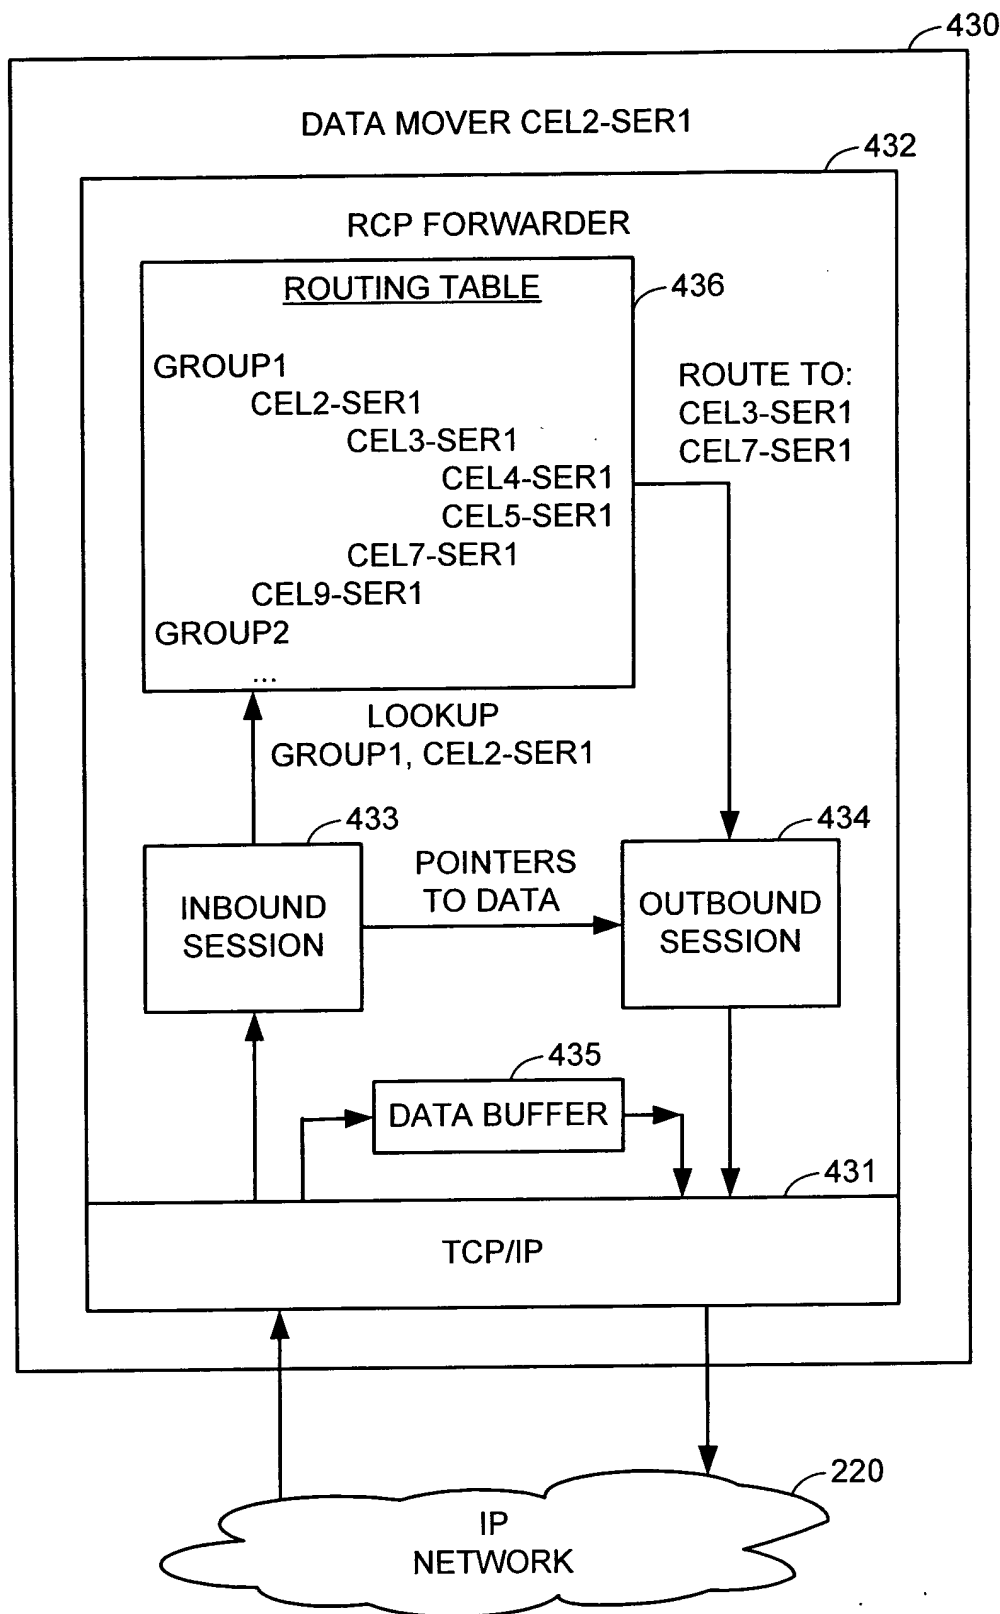 430
DATA MOVER CEL2-SER1
432
RCP FORWARDER
ROUTING TABLE
436
GROUP1
CEL2-SER1
CEL3-SER1
CEL4-SER1
CEL5-SER1
CEL7-SER1
CEL9-SER1
GROUP2
...
ROUTE TO:
CEL3-SER1
CEL7-SER1
LOOKUP
GROUP1, CEL2-SER1
433
INBOUND
SESSION
POINTERS
TO DATA
434
OUTBOUND
SESSION
435
DATA BUFFER
431
TCP/IP
220
IP
NETWORK